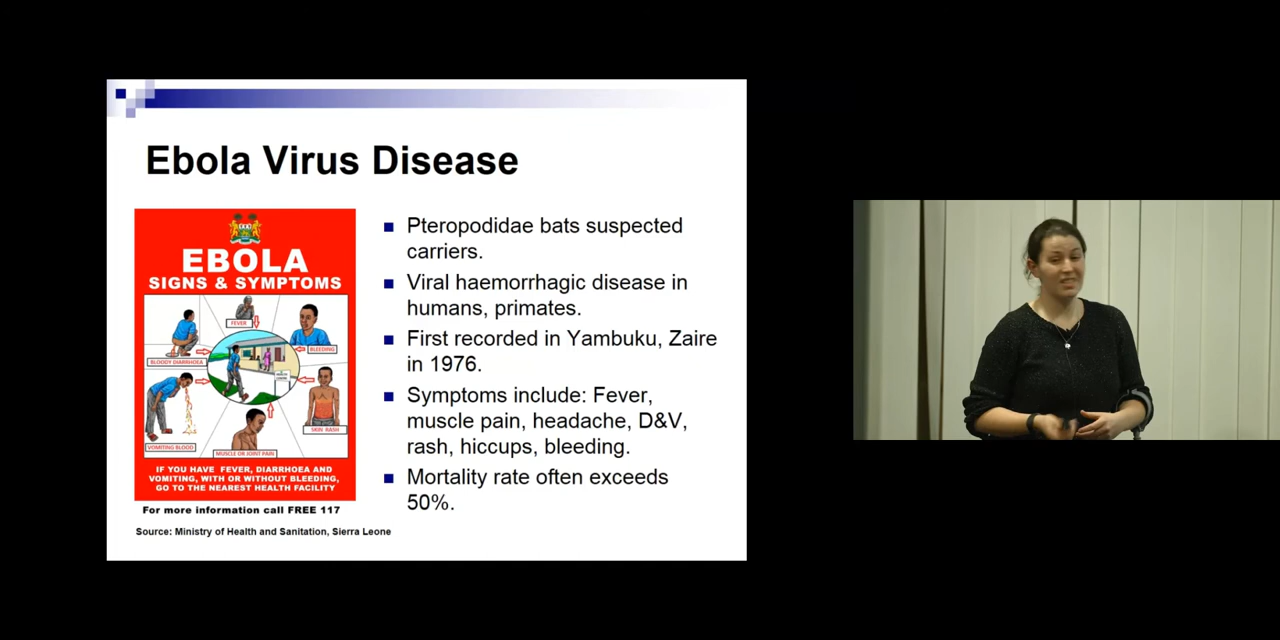 Ebola Virus Disease
EBOLA
SIGNS & SYMPTOMS
FEVER
BLEEDING
BLOODY DIARRHOEA
SKIN RASH
VOMITING BLOOD
MUSCLE OR JOINT PAIN
IF YOU HAVE FEVER, DIARRHOEA AND
VOMITING, WITH OR WITHOUT BLEEDING,
GO TO THE NEAREST HEALTH FACILITY
For more information call FREE 117
Source: Ministry of Health and Sanitation, Sierra Leone
Pteropodidae bats suspected
carriers.
Viral haemorrhagic disease in
humans, primates.
First recorded in Yambuku, Zaire
in 1976.
Symptoms include: Fever,
muscle pain, headache, D&V,
rash, hiccups, bleeding.
Mortality rate often exceeds
50%.